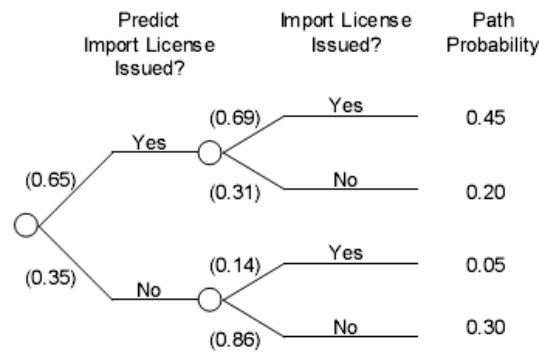 Predict
Import License
Issued?
Import License
Issued?
Path
Probability
(0.69)
Yes
0.45
Yes
(0.65)
(0.31)
No
0.20
(0.35)
(0.14)
Yes
0.05
No
(0.86)
No
0.30